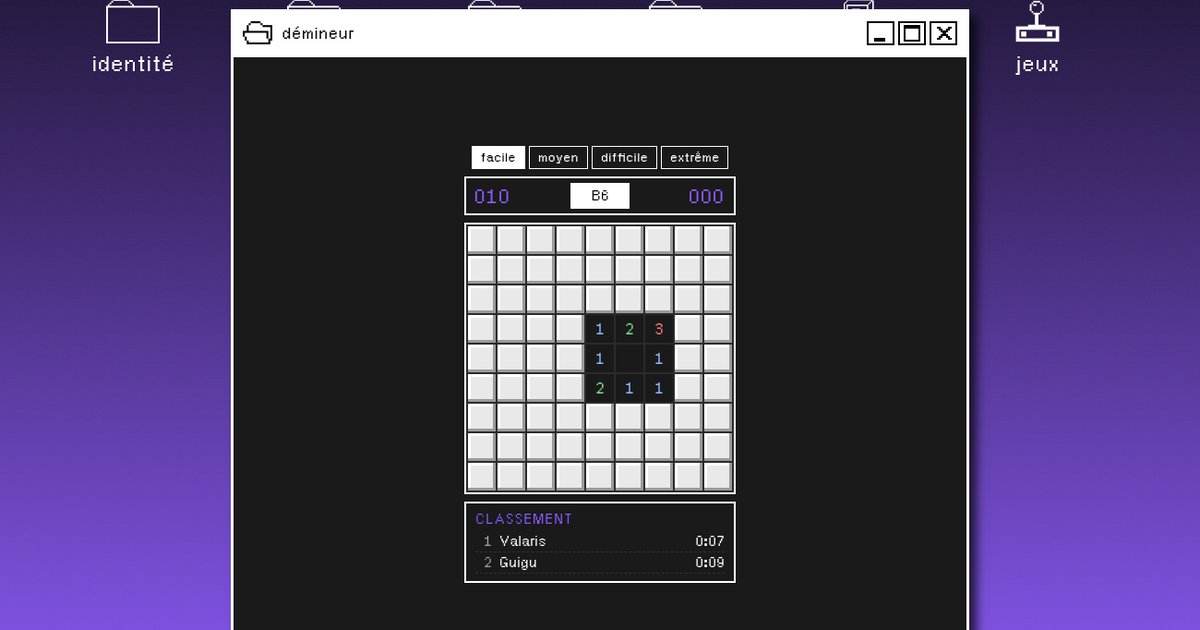 démineur
identité
jeux
facile moyen difficile extrême
010 B6 000
1 2 3
1 1
2 1 1
CLASSEMENT
1 Valaris 0:07
2 Guigu 0:09